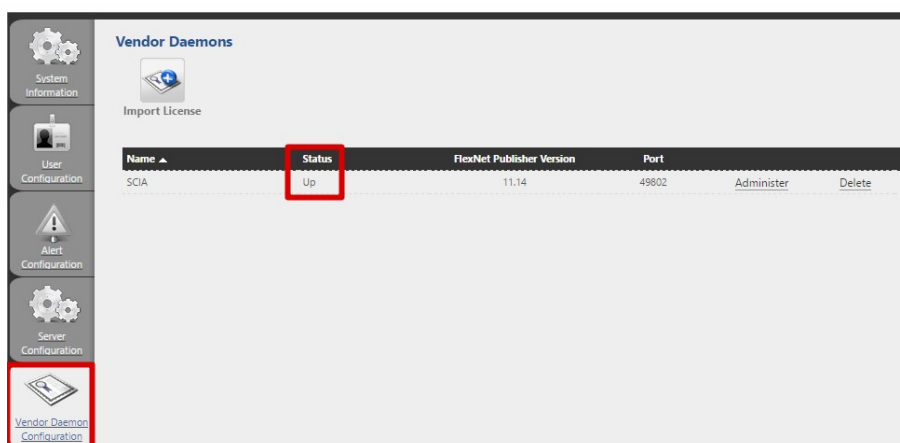 Vendor Daemons
Import License
System
Information
User
Configuration
Alert
Configuration
Server
Configuration
Vendor Daemon
Configuration
Name Status FlexNet Publisher Version Port
SCIA Up 11.14 49802 Administer Delete